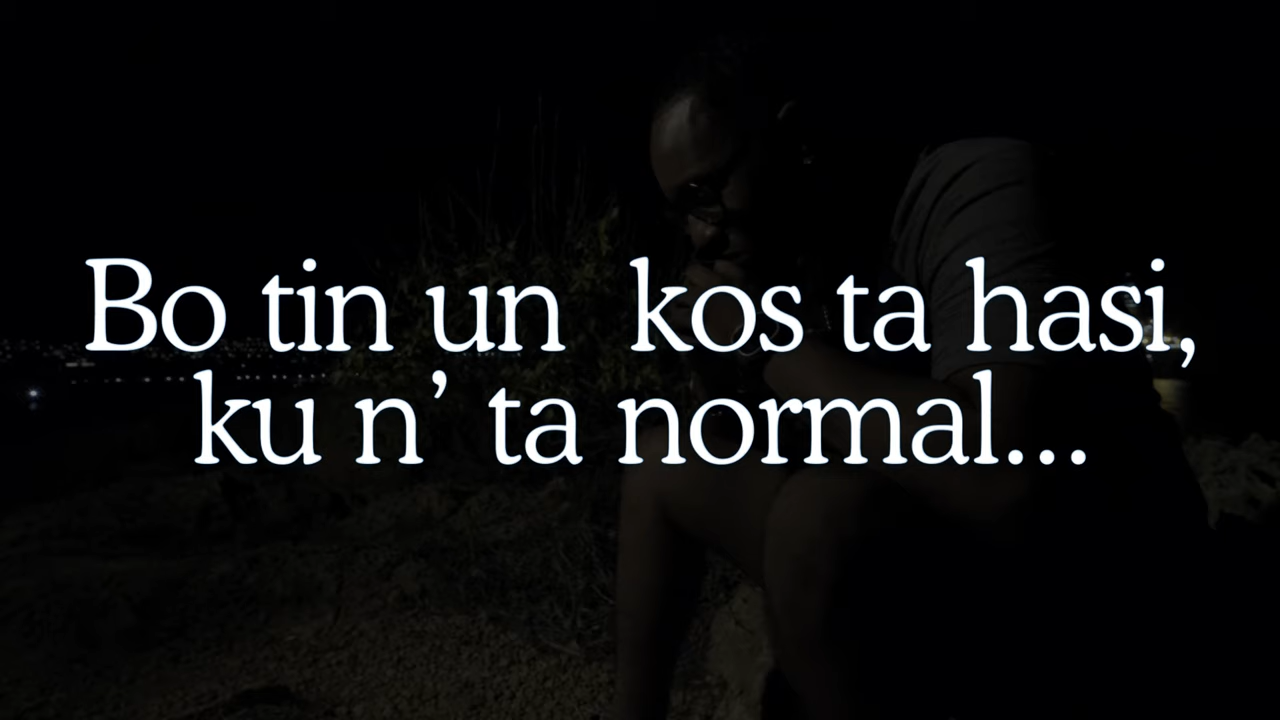 Bo tin un  kos ta hasi,
ku n’ ta normal...